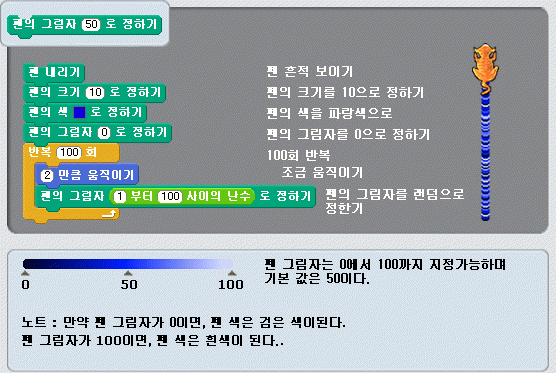 펜의 그림자 50 로 정하기
펜 내리기 펜 흔적 보이기
펜의 크기 10 로 정하기 펜의 크기를 10으로 정하기
펜의 색 로 정하기 펜의 색을 파랑색으로
펜의 그림자 0 로 정하기 펜의 그림자를 0으로 정하기
반복 100 회 100회 반복
2 만큼 움직이기 조금 움직이기
펜의 그림자 1 부터 100 사이의 난수 로 정하기 펜의 그림자를 랜덤으로
정한기
펜 그림자는 0에서 100까지 지정가능하며
기본 값은 50이다.
0 50 100
노트 : 만약 펜 그림자가 0이면, 펜 색은 검은 색이된다.
펜 그림자가 100이면, 펜 색은 흰색이 된다..